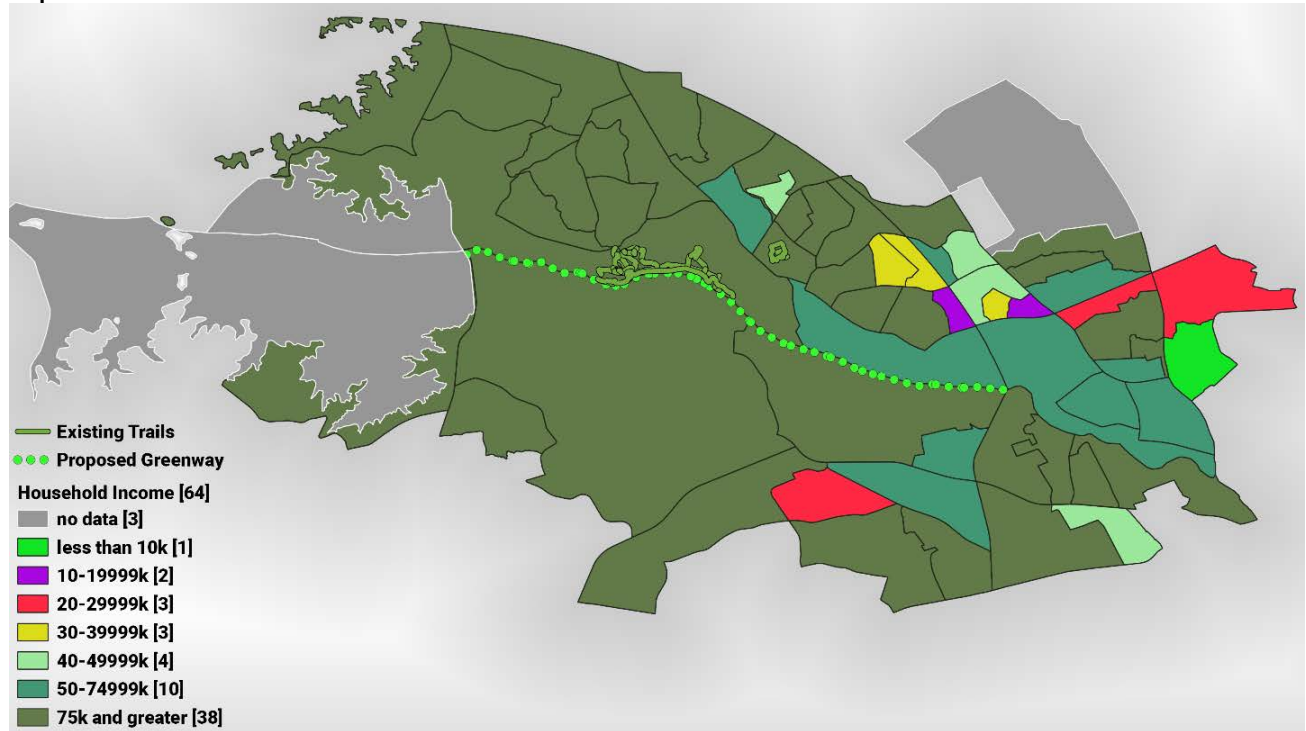 Existing Trails
Proposed Greenway
Household Income [64]
no data [3]
less than 10k [1]
10-19999k [2]
20-29999k [3]
30-39999k [3]
40-49999k [4]
50-74999k [10]
75k and greater [38]